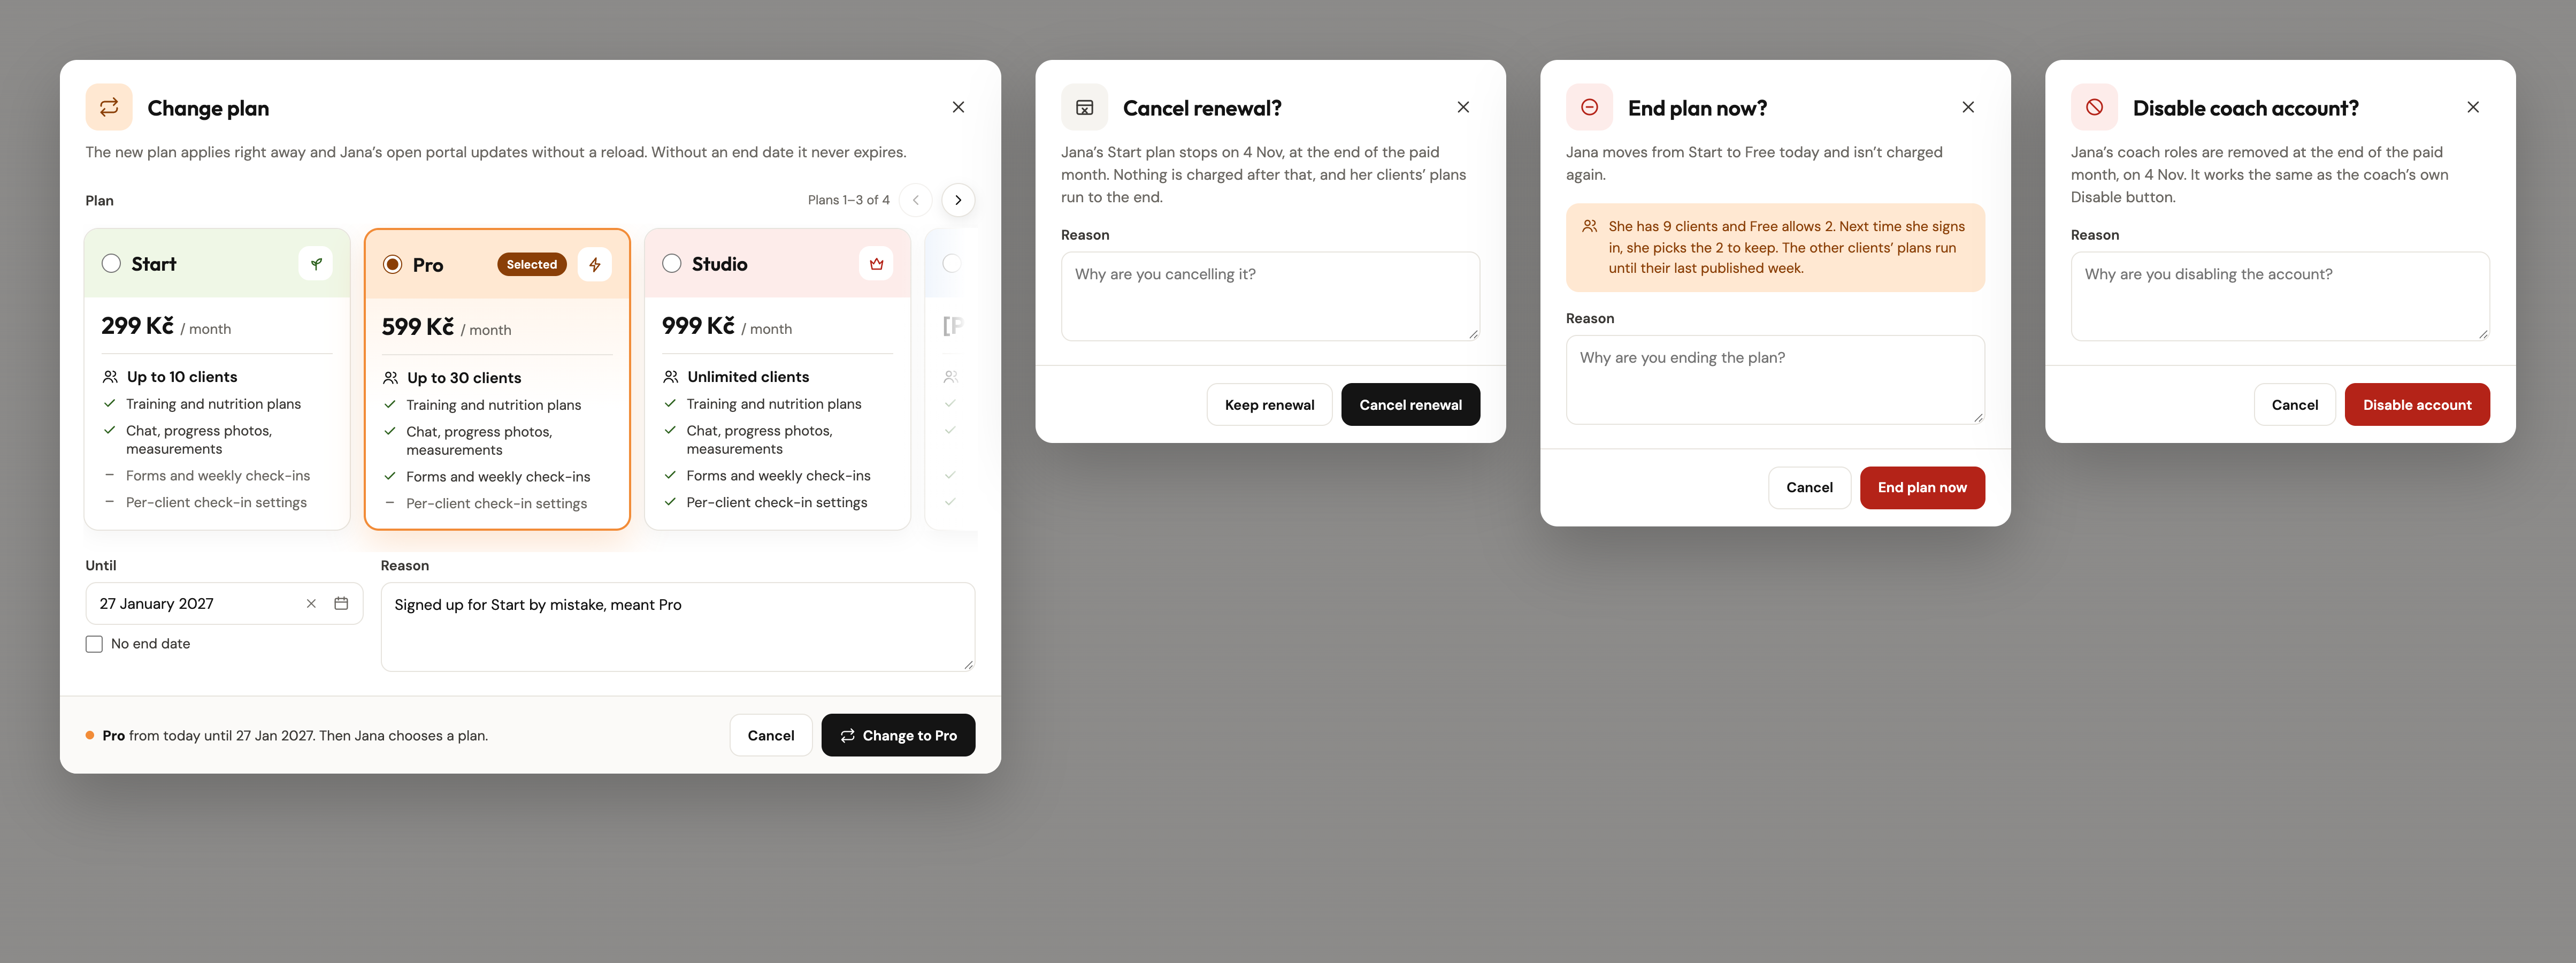 Change plan
The new plan applies right away and Jana’s open portal updates without a reload. Without an end date it never expires.
Plan
Plans 1–3 of 4
Start
299 Kč / month
Up to 10 clients
Training and nutrition plans
Chat, progress photos,
measurements
Forms and weekly check-ins
Per-client check-in settings
Pro
Selected
599 Kč / month
Up to 30 clients
Training and nutrition plans
Chat, progress photos,
measurements
Forms and weekly check-ins
Per-client check-in settings
Studio
999 Kč / month
Unlimited clients
Training and nutrition plans
Chat, progress photos,
measurements
Forms and weekly check-ins
Per-client check-in settings
Until
27 January 2027
No end date
Reason
Signed up for Start by mistake, meant Pro
Pro from today until 27 Jan 2027. Then Jana chooses a plan.
Cancel
Change to Pro
Cancel renewal?
Jana’s Start plan stops on 4 Nov, at the end of the paid
month. Nothing is charged after that, and her clients’ plans
run to the end.
Reason
Why are you cancelling it?
Keep renewal
Cancel renewal
End plan now?
Jana moves from Start to Free today and isn’t charged
again.
She has 9 clients and Free allows 2. Next time she signs
in, she picks the 2 to keep. The other clients’ plans run
until their last published week.
Reason
Why are you ending the plan?
Cancel
End plan now
Disable coach account?
Jana’s coach roles are removed at the end of the paid
month, on 4 Nov. It works the same as the coach’s own
Disable button.
Reason
Why are you disabling the account?
Cancel
Disable account